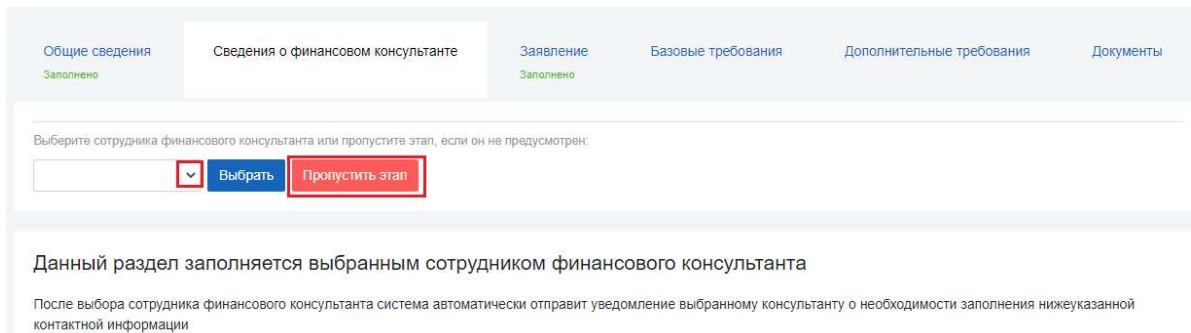 Общие сведения Сведения о финансовом консультанте Заявление Базовые требования Дополнительные требования Документы
Заполнено Заполнено
Выберите сотрудника финансового консультанта или пропустите этап, если он не предусмотрен:
Выбрать Пропустить этап
Данный раздел заполняется выбранным сотрудником финансового консультанта
После выбора сотрудника финансового консультанта система автоматически отправит уведомление выбранному консультанту о необходимости заполнения нижеуказанной
контактной информации